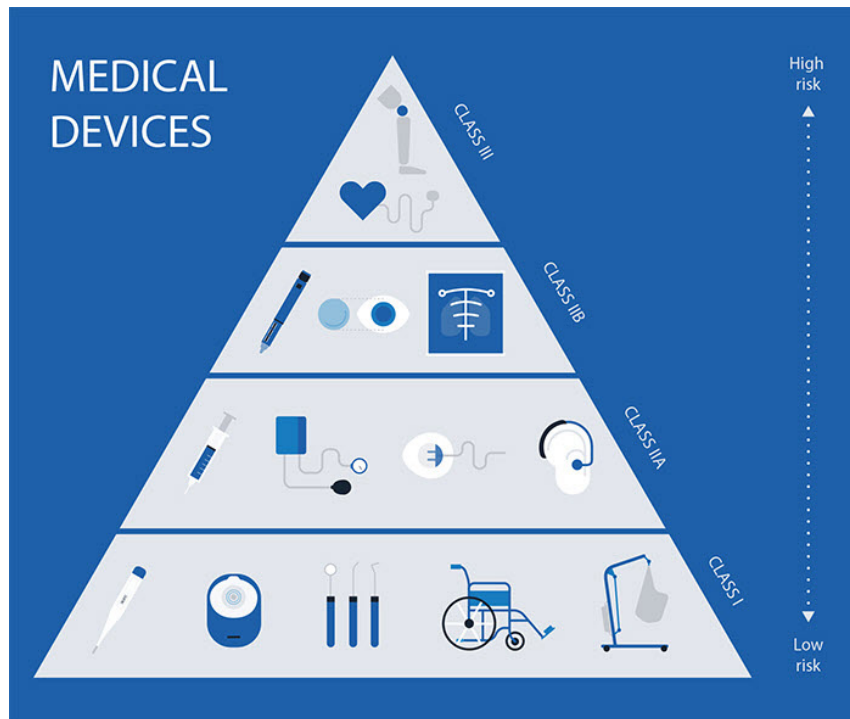 MEDICAL
DEVICES
High
risk
CLASS III
CLASS IIB
CLASS IIA
CLASS I
Low
risk